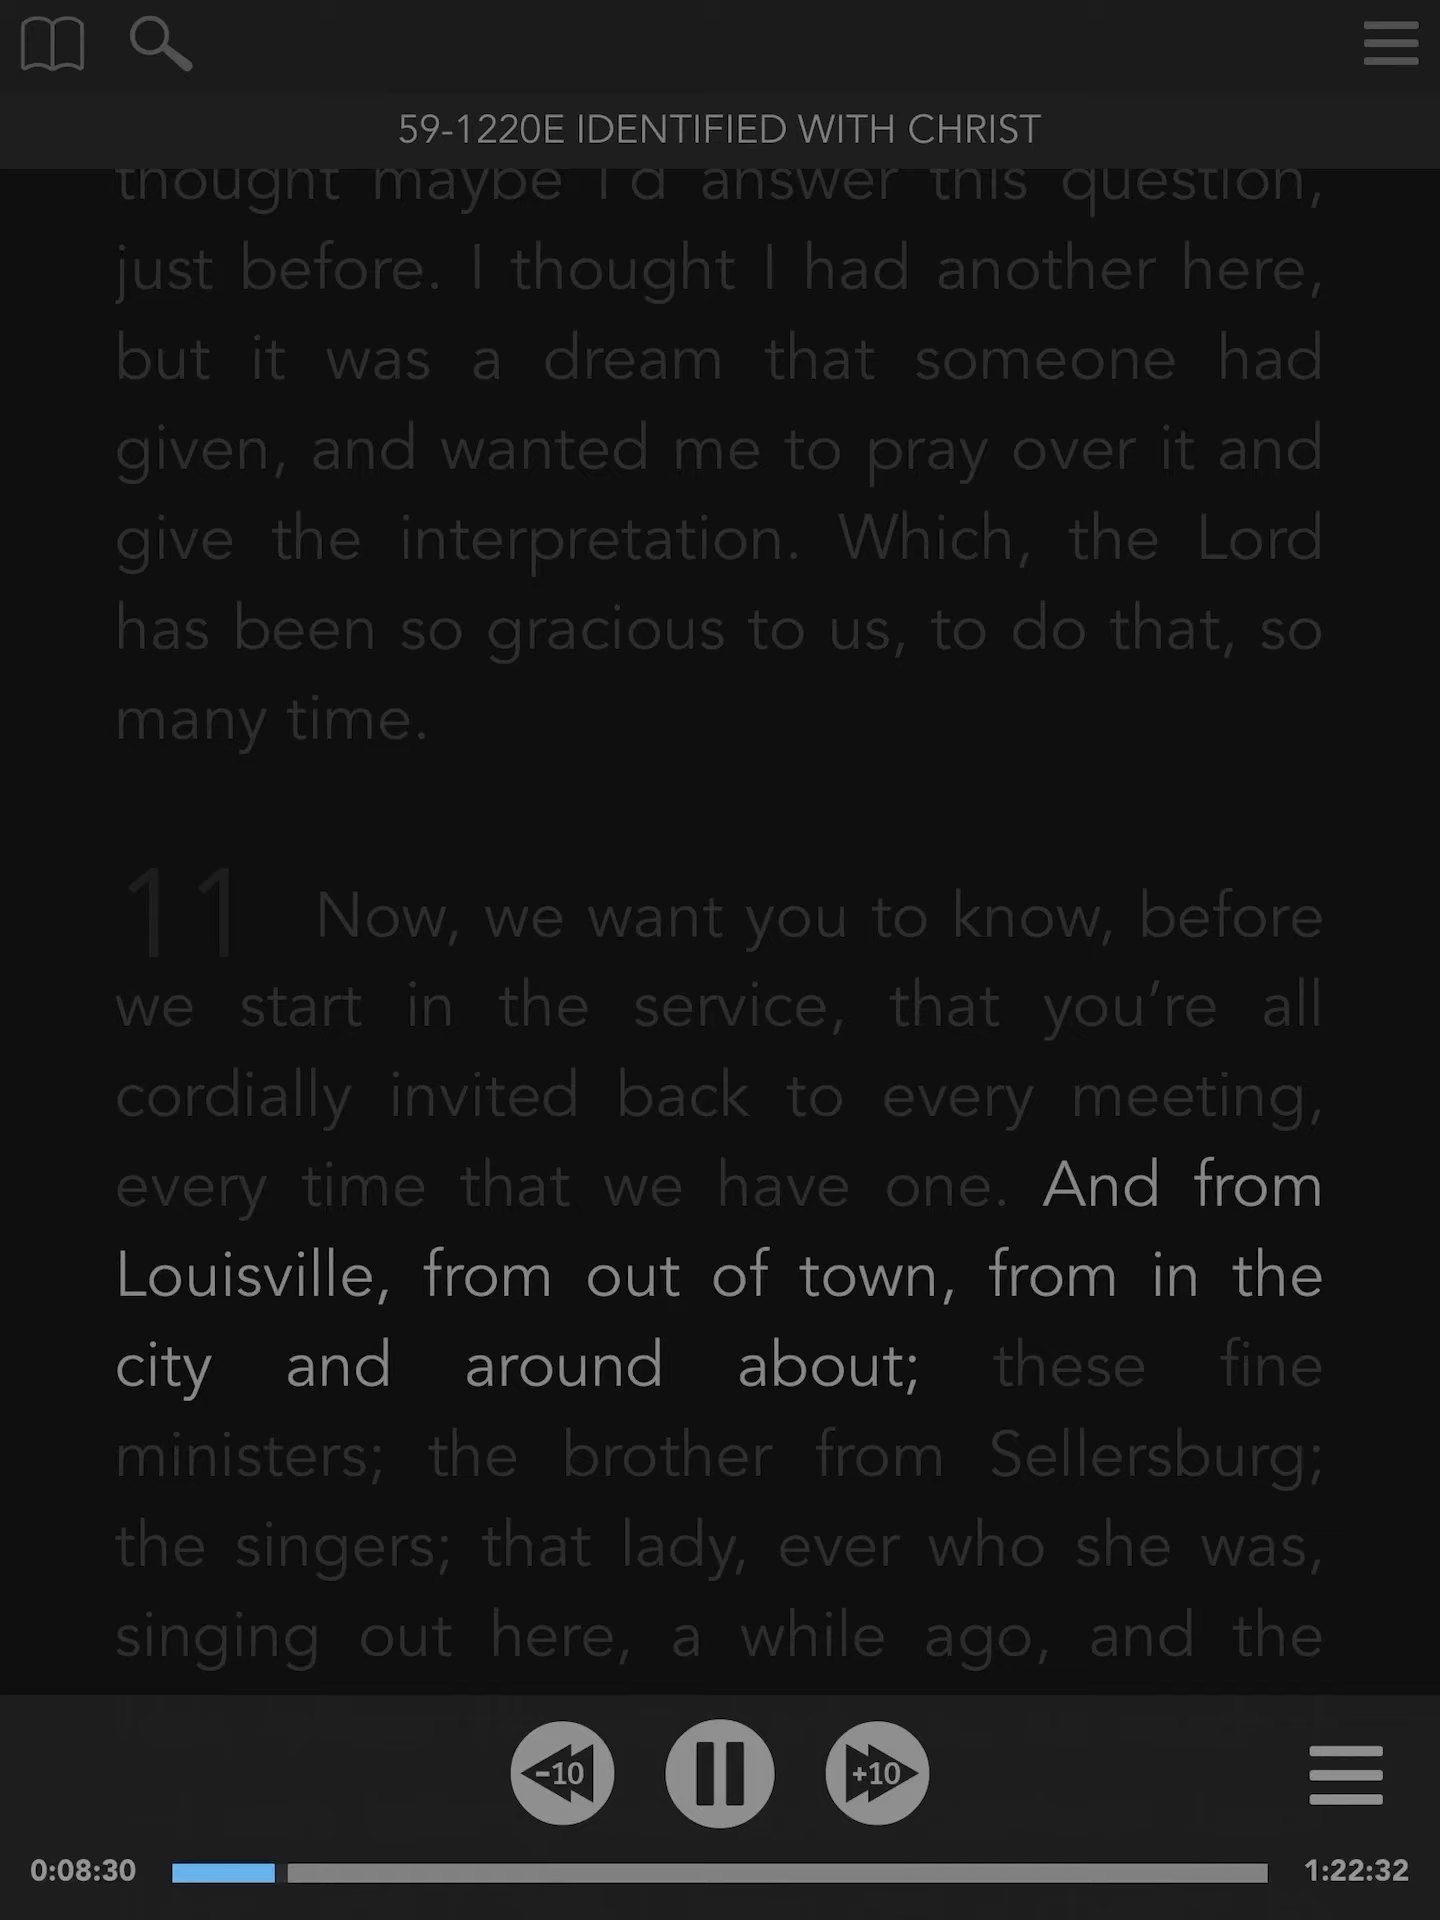 59-1220E IDENTIFIED WITH CHRIST
thought maybe I'd answer this question,
just before. I thought I had another here,
but it was a dream that someone had
given, and wanted me to pray over it and
give the interpretation. Which, the Lord
has been so gracious to us, to do that, so
many time.
11 Now, we want you to know, before
we start in the service, that you’re all
cordially invited back to every meeting,
every time that we have one. And from
Louisville, from out of town, from in the
city and around about; these fine
ministers; the brother from Sellersburg;
the singers; that lady, ever who she was,
singing out here, a while ago, and the
-10 +10
0:08:30 1:22:32